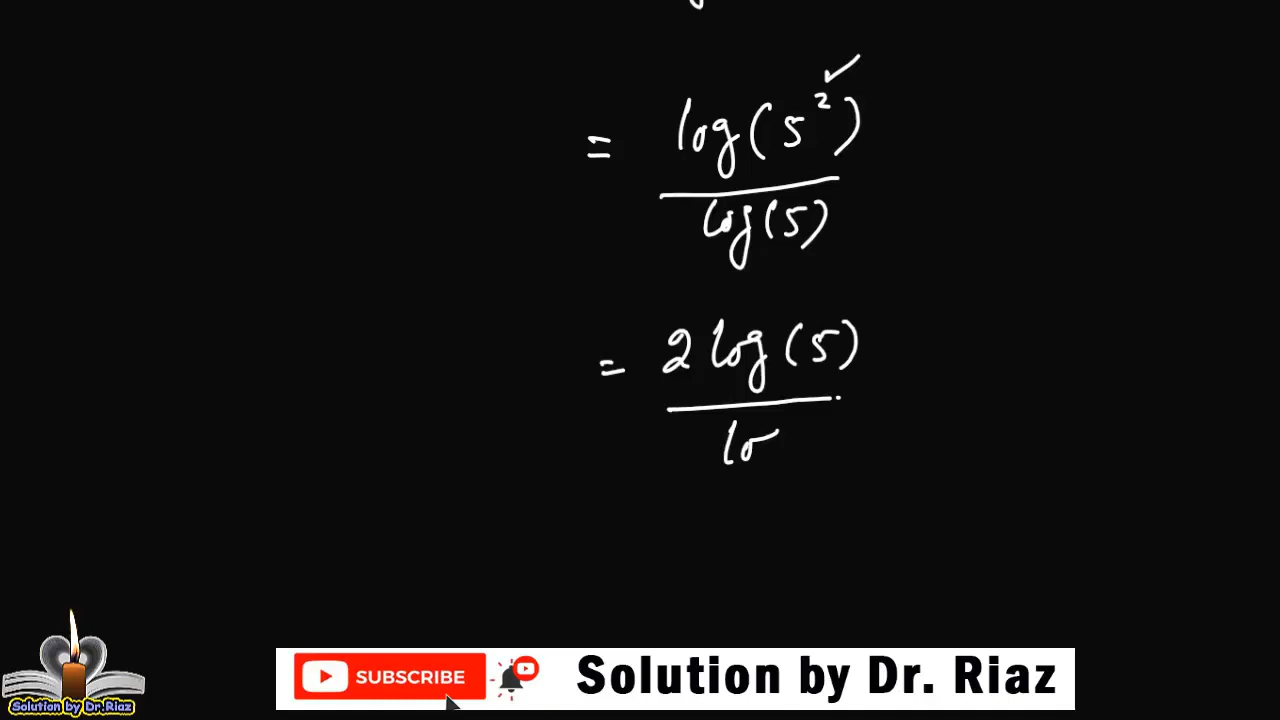 = log(5²)
log(5)
= 2 log(5)
lo
SUBSCRIBE
Solution by Dr. Riaz
Solution by Dr.Riaz